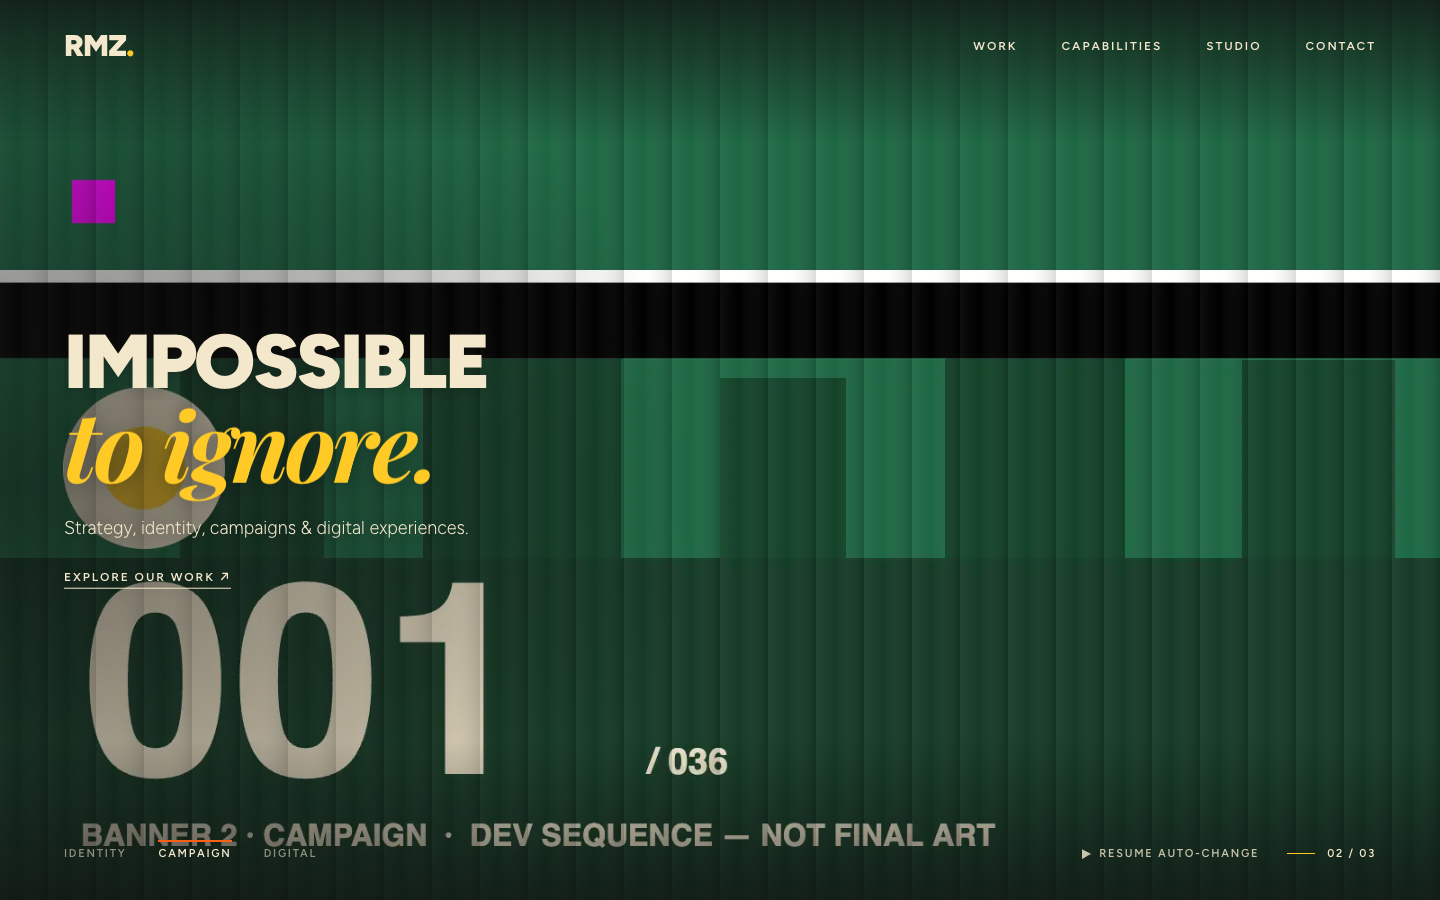 RMZ.
WORK CAPABILITIES STUDIO CONTACT
IMPOSSIBLE
to ignore.
Strategy, identity, campaigns & digital experiences.
EXPLORE OUR WORK ↗
001 / 036
BANNER 2 · CAMPAIGN · DEV SEQUENCE — NOT FINAL ART
IDENTITY CAMPAIGN DIGITAL
▶ RESUME AUTO-CHANGE
02 / 03